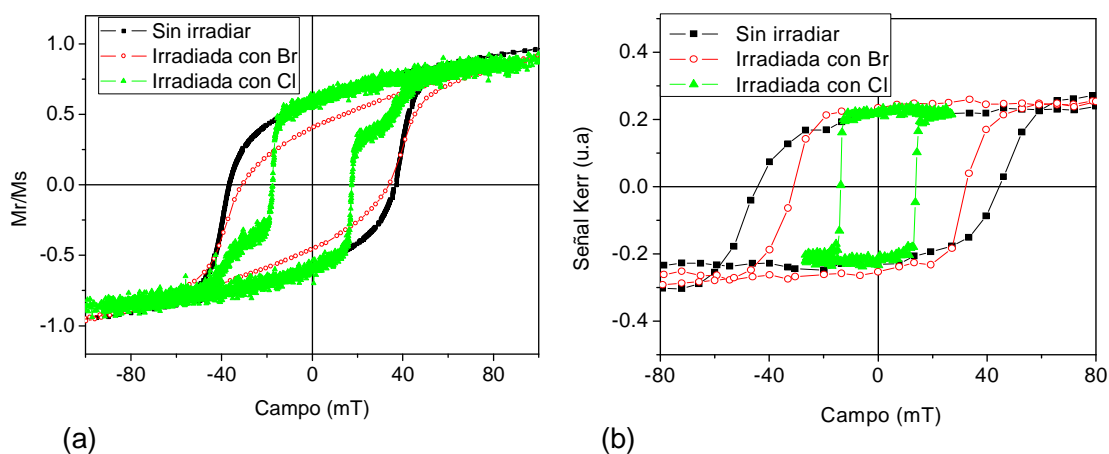 Sin irradiar
Irradiada con Br
Irradiada con Cl
1.0
0.5
0.0
-0.5
-1.0
Mr/Ms
-80 -40 0 40 80
Campo (mT)
(a)
Sin irradiar
Irradiada con Br
Irradiada con Cl
0.4
0.2
0.0
-0.2
-0.4
Señal Kerr (u.a)
-80 -40 0 40 80
Campo (mT)
(b)